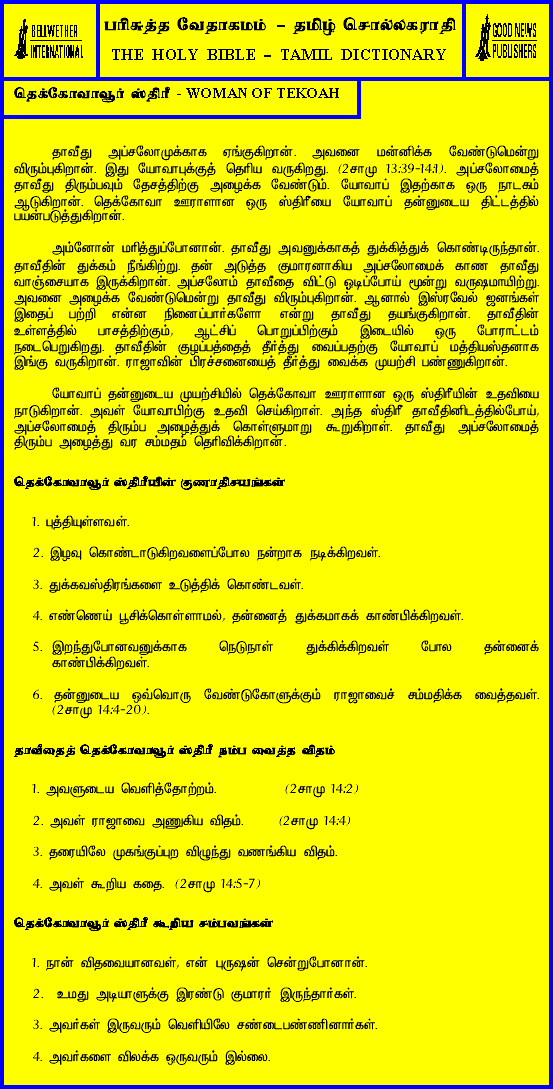 BELLWETHER
INTERNATIONAL
பரிசுத்த வேதாகமம் – தமிழ் சொல்லகராதி
THE HOLY BIBLE – TAMIL DICTIONARY
GOOD NEWS
PUBLISHERS
தெக்கோவாவூர் ஸ்திரீ - WOMAN OF TEKOAH
தாவீது அப்சலோமுக்காக ஏங்குகிறான். அவனை மன்னிக்க வேண்டுமென்று
விரும்புகிறான். இது யோவாபுக்குத் தெரிய வருகிறது. (2சாமு 13:39-14:1). அப்சலோமைத்
தாவீது திரும்பவும் தேசத்திற்கு அழைக்க வேண்டும். யோவாப் இதற்காக ஒரு நாடகம்
ஆடுகிறான். தெக்கோவா ஊராளான ஒரு ஸ்திரீயை யோவாப் தன்னுடைய திட்டத்தில்
பயன்படுத்துகிறான்.
அம்னோன் மரித்துப்போனான். தாவீது அவனுக்காகத் துக்கித்துக் கொண்டிருந்தான்.
தாவீதின் துக்கம் நீங்கிற்று. தன் அடுத்த குமாரனாகிய அப்சலோமைக் காண தாவீது
வாஞ்சையாக இருக்கிறான். அப்சலோம் தாவீதை விட்டு ஓடிப்போய் மூன்று வருஷமாயிற்று.
அவனை அழைக்க வேண்டுமென்று தாவீது விரும்புகிறான். ஆனால் இஸ்ரவேல் ஜனங்கள்
இதைப் பற்றி என்ன நினைப்பார்களோ என்று தாவீது தயங்குகிறான். தாவீதின்
உள்ளத்தில் பாசத்திற்கும், ஆட்சிப் பொறுப்பிற்கும் இடையில் ஒரு போராட்டம்
நடைபெறுகிறது. தாவீதின் குழப்பத்தைத் தீர்த்து வைப்பதற்கு யோவாப் மத்தியஸ்தனாக
இங்கு வருகிறான். ராஜாவின் பிரச்சனையைத் தீர்த்து வைக்க முயற்சி பண்ணுகிறான்.
யோவாப் தன்னுடைய முயற்சியில் தெக்கோவா ஊராளான ஒரு ஸ்திரீயின் உதவியை
நாடுகிறான். அவள் யோவாபிற்கு உதவி செய்கிறாள். அந்த ஸ்திரீ தாவீதினிடத்தில்போய்,
அப்சலோமைத் திரும்ப அழைத்துக் கொள்ளுமாறு கூறுகிறாள். தாவீது அப்சலோமைத்
திரும்ப அழைத்து வர சம்மதம் தெரிவிக்கிறான்.
தெக்கோவாவூர் ஸ்திரீயின் குணாதிசயங்கள்
1. புத்தியுள்ளவள்.
2. இழவு கொண்டாடுகிறவளைப்போல நன்றாக நடிக்கிறவள்.
3. துக்கவஸ்திரங்களை உடுத்திக் கொண்டவள்.
4. எண்ணெய் பூசிக்கொள்ளாமல், தன்னைத் துக்கமாகக் காண்பிக்கிறவள்.
5. இறந்துபோனவனுக்காக நெடுநாள் துக்கிக்கிறவள் போல தன்னைக்
காண்பிக்கிறவள்.
6. தன்னுடைய ஒவ்வொரு வேண்டுகோளுக்கும் ராஜாவைச் சம்மதிக்க வைத்தவள்.
(2சாமு 14:4-20).
தாவீதைத் தெக்கோவாவூர் ஸ்திரீ நம்ப வைத்த விதம்
1. அவளுடைய வெளித்தோற்றம். (2சாமு 14:2)
2. அவள் ராஜாவை அணுகிய விதம். (2சாமு 14:4)
3. தரையிலே முகங்குப்புற விழுந்து வணங்கிய விதம்.
4. அவள் கூறிய கதை. (2சாமு 14:5-7)
தெக்கோவாவூர் ஸ்திரீ கூறிய சம்பவங்கள்
1. நான் விதவையானவள், என் புருஷன் சென்றுபோனான்.
2. உமது அடியாளுக்கு இரண்டு குமாரர் இருந்தார்கள்.
3. அவர்கள் இருவரும் வெளியிலே சண்டைபண்ணினார்கள்.
4. அவர்களை விலக்க ஒருவரும் இல்லை.